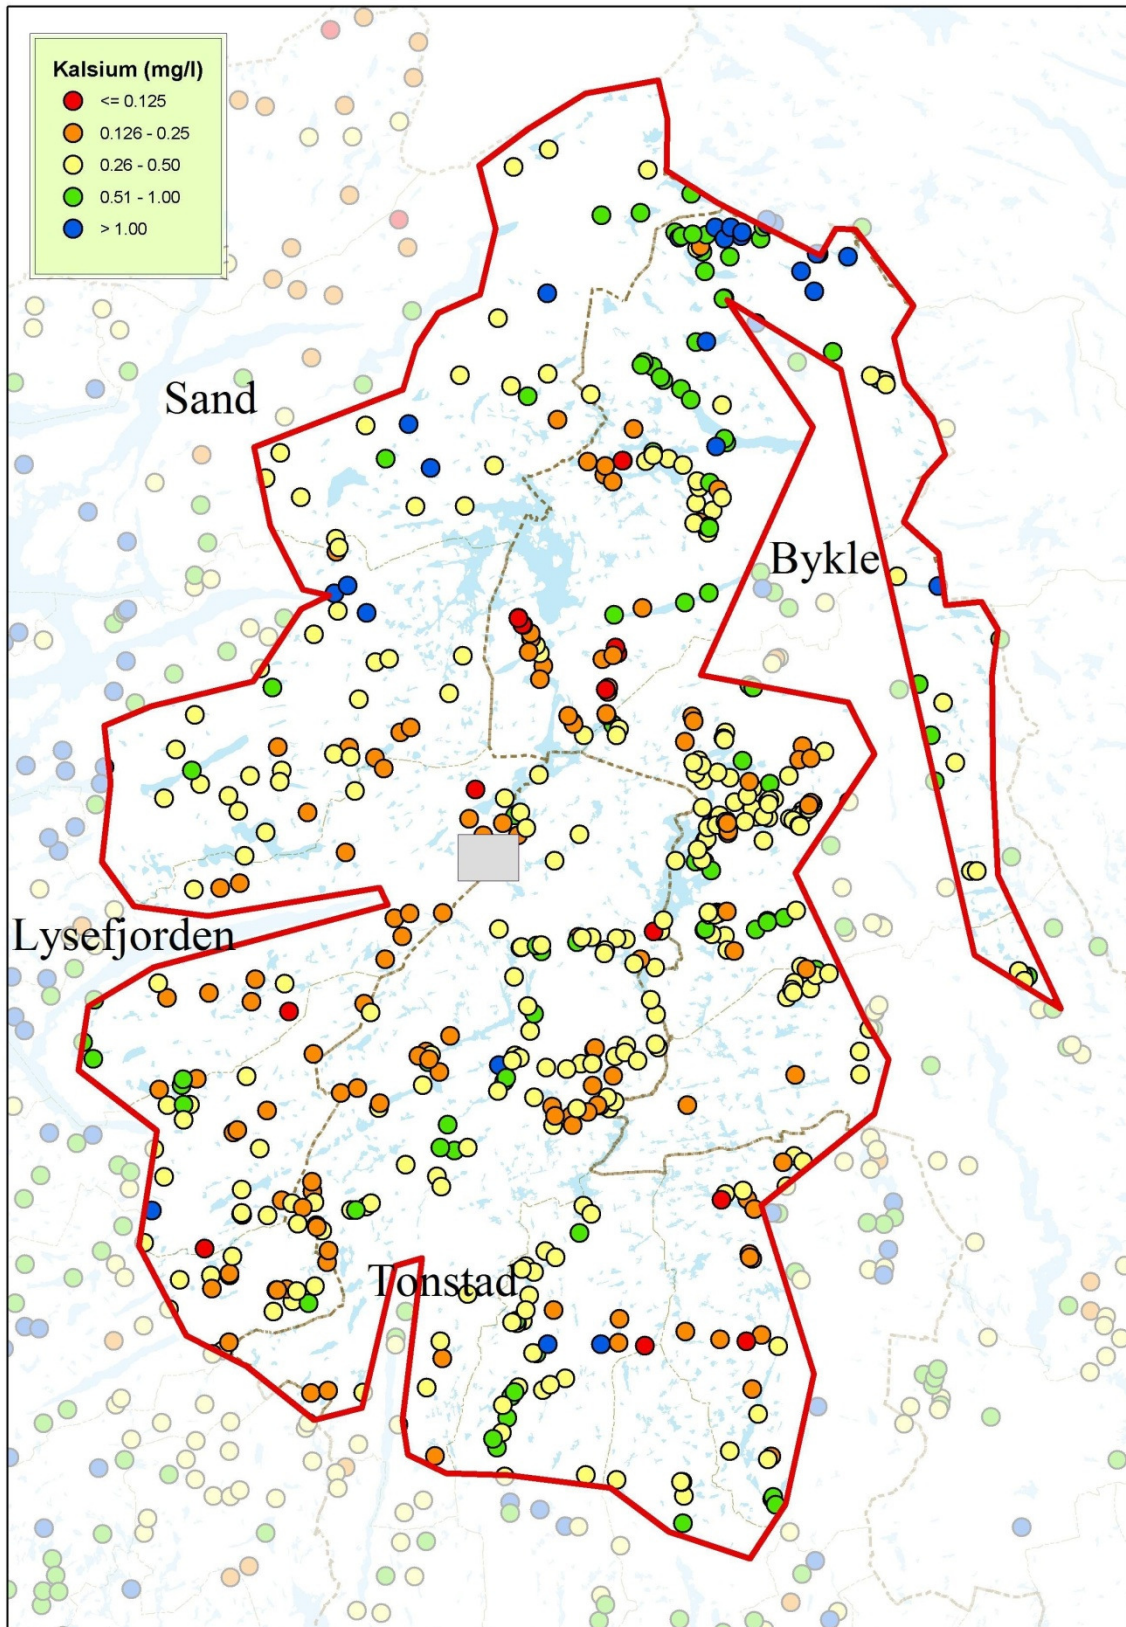 Kalsium (mg/l)
<= 0.125
0.126 - 0.25
0.26 - 0.50
0.51 - 1.00
> 1.00
Sand
Bykle
Lysefjorden
Tonstad